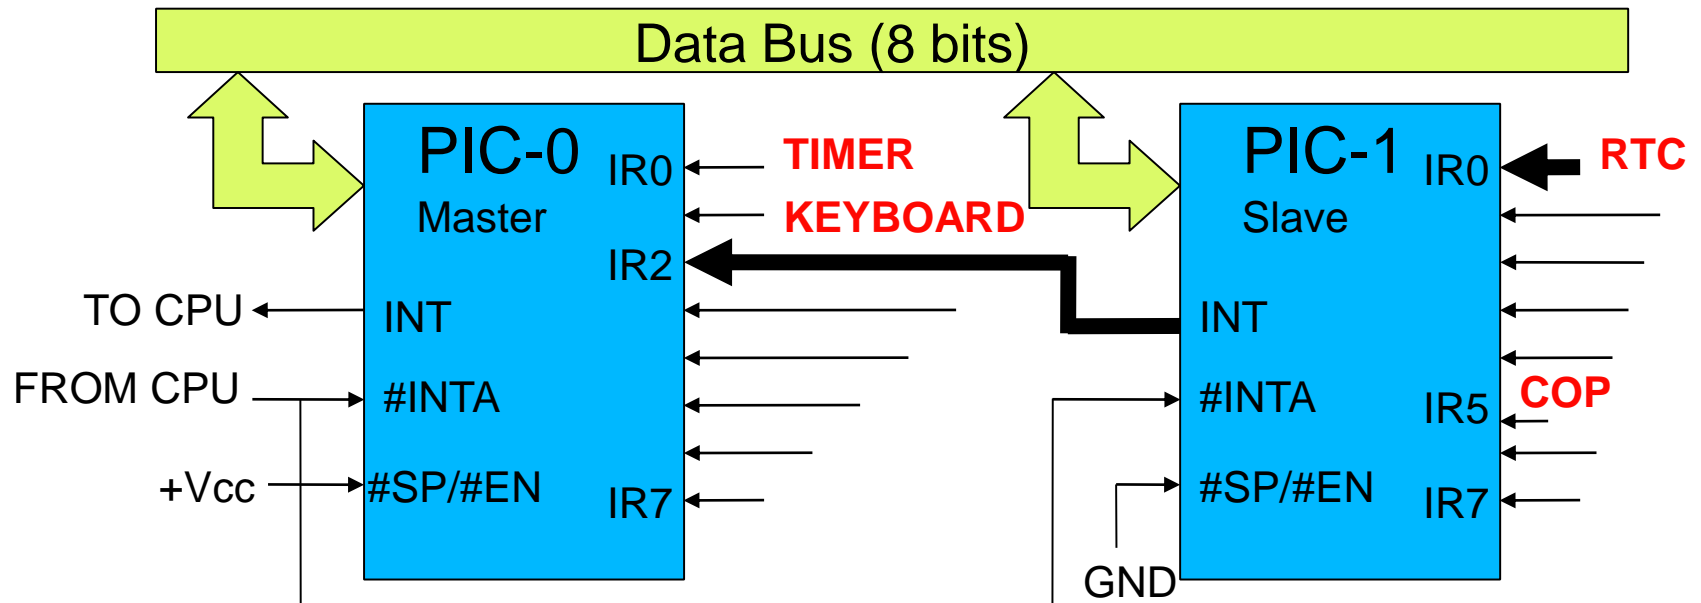 Data Bus (8 bits)
PIC-0
Master
IR0
IR2
INT
#INTA
#SP/#EN
IR7
TIMER
KEYBOARD
TO CPU
FROM CPU
+Vcc
PIC-1
Slave
IR0
INT
#INTA
IR5
#SP/#EN
IR7
RTC
COP
GND